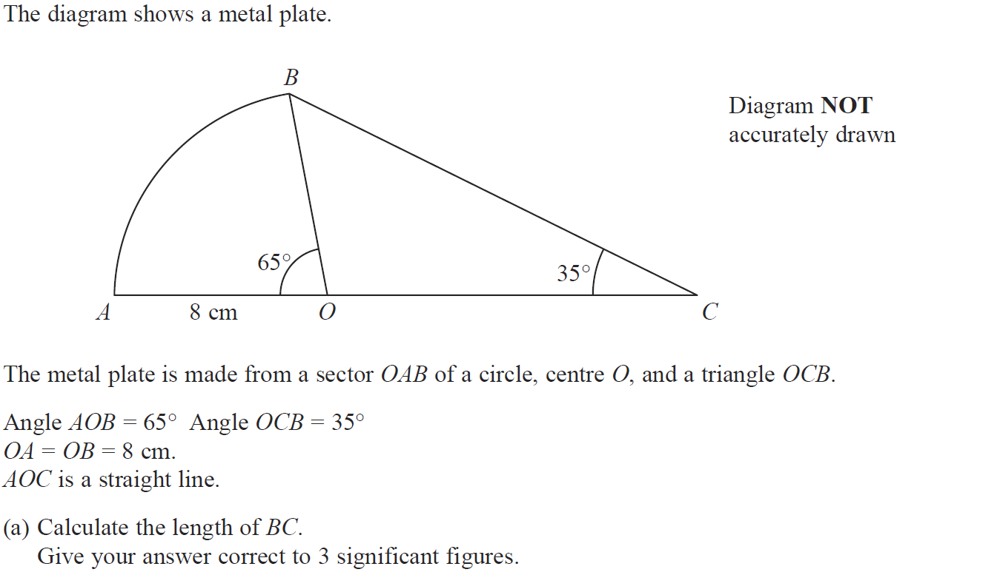 The diagram shows a metal plate.
B
Diagram NOT
accurately drawn
65°
35°
A
8 cm
O
C
The metal plate is made from a sector OAB of a circle, centre O, and a triangle OCB.
Angle AOB = 65° Angle OCB = 35°
OA = OB = 8 cm.
AOC is a straight line.
(a) Calculate the length of BC.
Give your answer correct to 3 significant figures.